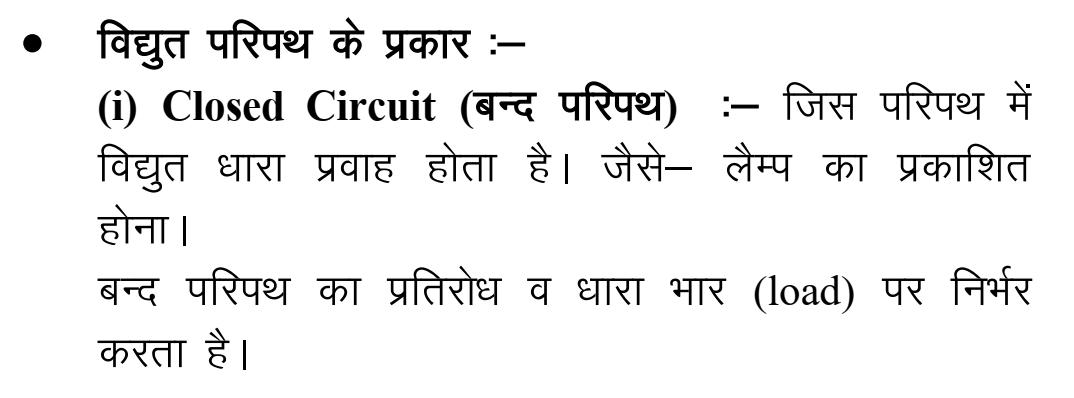 • विद्युत परिपथ के प्रकार :–
(i) Closed Circuit (बन्द परिपथ) :– जिस परिपथ में
विद्युत धारा प्रवाह होता है। जैसे– लैम्प का प्रकाशित
होना।
बन्द परिपथ का प्रतिरोध व धारा भार (load) पर निर्भर
करता है।